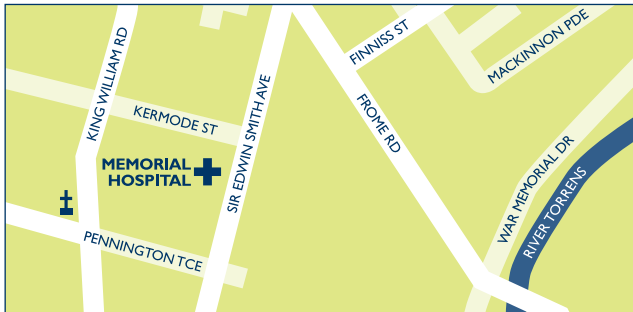 KING WILLIAM RD
KERMODE ST
MEMORIAL
HOSPITAL
PENNINGTON TCE
SIR EDWIN SMITH AVE
FINNISS ST
FROME RD
MACKINNON PDE
WAR MEMORIAL DR
RIVER TORRENS